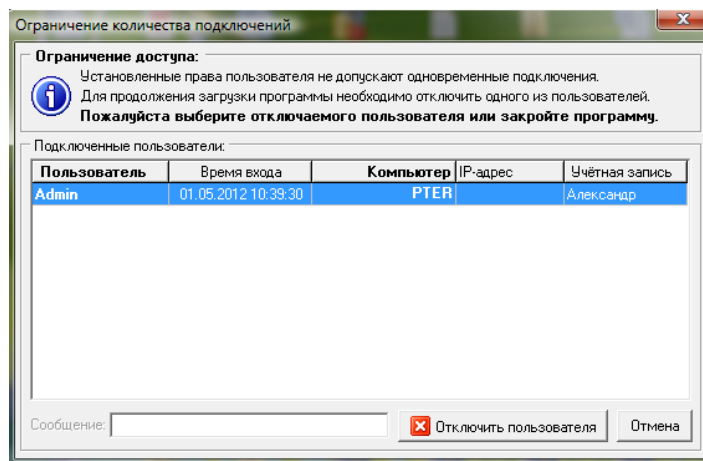 Ограничение количества подключений
Ограничение доступа:
Установленные права пользователя не допускают одновременные подключения.
Для продолжения загрузки программы необходимо отключить одного из пользователей.
Пожалуйста выберите отключаемого пользователя или закройте программу.
Подключенные пользователи:
Пользователь Время входа Компьютер IP-адрес Учётная запись
Admin 01.05.2012 10:39:30 PTER Александр
Сообщение: Отключить пользователя Отмена